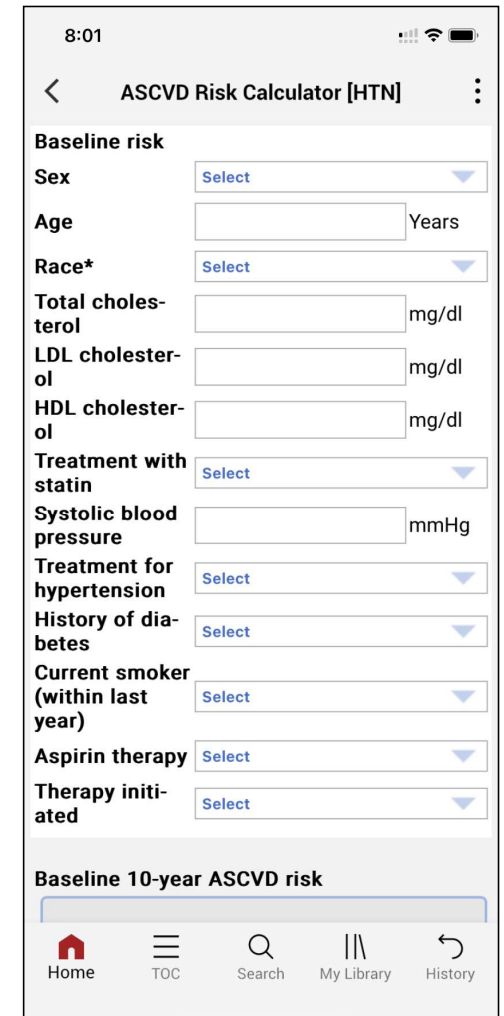 8:01
ASCVD Risk Calculator [HTN]
Baseline risk
Sex Select
Age Years
Race* Select
Total choles-
terol mg/dl
LDL cholester-
ol mg/dl
HDL cholester-
ol mg/dl
Treatment with
statin Select
Systolic blood
pressure mmHg
Treatment for
hypertension Select
History of dia-
betes Select
Current smoker
(within last Select
year)
Aspirin therapy Select
Therapy initi-
ated Select
Baseline 10-year ASCVD risk
Home TOC Search My Library History